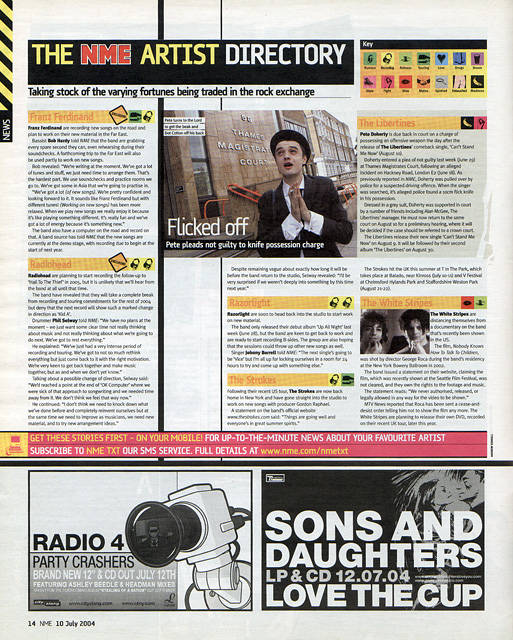 THE NME ARTIST DIRECTORY
Taking stock of the varying fortunes being traded in the rock exchange
Key
NEWS
Franz Ferdinand
Franz Ferdinand are recording new songs on the road and
plan to work on their new material in the Far East.
Bassist Bob Hardy told NME that the band are grabbing
every spare second they can, even rehearsing during their
soundchecks. A forthcoming trip to the Far East will also
be used partly to work on new songs.
Bob revealed: "We're writing at the moment. We've got a lot
of tunes and stuff, we just need time to arrange them. That's
the hardest part. We use soundchecks and practice rooms we
go to. We've got some in Asia that we're going to practise in.
"We've got a lot (of new songs). We're pretty confident and
looking forward to it. It sounds like Franz Ferdinand but with
different tunes! (Working on new songs) has been more
relaxed. When we play new songs we really enjoy it because
it's like playing something different. It's really fun and we've
got a lot of energy because it's something new."
The band also have a computer on the road and record on
that. A band source has told NME that the new songs are
currently at the demo stage, with recording due to begin at the
start of next year.
Radiohead
Radiohead are planning to start recording the follow-up to
'Hail To The Thief' in 2005, but it is unlikely that we'll hear from
the band at all until that time.
The band have revealed that they will take a complete break
from recording and touring commitments for the rest of 2004
but deny that the next record will show such a marked change
in direction as 'Kid A'.
Drummer Phil Selway told NME: "We have no plans at the
moment – we just want some clear time not really thinking
about music and not really thinking about what we're going to
do next. We've got to rest everything."
He explained: "We've just had a very intense period of
recording and touring. We've got to not so much rethink
everything but just come back to it with the right motivation.
We've very keen to get back together and make music
together, but as and when we don't yet know."
Talking about a possible change of direction, Selway said:
"We'd reached a point at the end of 'OK Computer' where we
were sick of that approach to songwriting so we needed time
away from it. We don't think we feel that way now."
He continued: "I don't think we need to knock down what
we've done before and completely reinvent ourselves but at
the same time we need to improve as musicians, we need new
material, and to try new arrangement ideas."
Pete turns to the Lord
to get the beak and
Dot Cotton off his back
THAMES
MAGISTRATES
COURT
Flicked off
Pete pleads not guilty to knife possession charge
Despite remaining vague about exactly how long it will be
before the band return to the studio, Selway revealed: "I'd be
very surprised if we weren't deeply into something by this time
next year."
Razorlight
Razorlight are soon to head back into the studio to start work
on new material.
The band only released their debut album 'Up All Night' last
week (June 28), but the band are keen to get back to work and
are ready to start recording B-sides. The group are also hoping
that the sessions could throw up other new songs as well.
Singer Johnny Borrell told NME: "The next single's going to
be 'Vice' but I'm all up for locking ourselves in a room for 24
hours to try and come up with something else."
The Strokes
Following their recent US tour, The Strokes are now back
home in New York and have gone straight into the studio to
work on new songs with producer Gordon Raphael.
A statement on the band's official website
www.thestrokes.com said: "Things are going well and
everyone's in great summer spirits."
The Libertines
Pete Doherty is due back in court on a charge of
possessing an offensive weapon the day after the
release of The Libertines' comeback single, 'Can't Stand
Me Now' (August 10).
Doherty entered a plea of not guilty last week (June 29)
at Thames Magistrates Court, following an alleged
incident on Hackney Road, London E2 (June 18). As
previously reported in NME, Doherty was pulled over by
police for a suspected driving offence. When the singer
was searched, it's alleged police found a 10cm flick knife
in his possession.
Dressed in a grey suit, Doherty was supported in court
by a number of friends including Alan McGee, The
Libertines' manager. He must now return to the same
court on August 10 for a preliminary hearing, where it will
be decided if the case should be referred to a crown court.
The Libertines release their new single 'Can't Stand Me
Now' on August 9. It will be followed by their second
album 'The Libertines' on August 30.
The Strokes hit the UK this summer at T In The Park, which
takes place at Balado, near Kinross (July 10-11) and V Festival
at Chelmsford Hylands Park and Staffordshire Weston Park
(August 21-22).
The White Stripes
The White Stripes are
distancing themselves from
a documentary on the band
that's recently been shown
in the US.
The film, Nobody Knows
How To Talk To Children,
was shot by director George Roca during the band's residency
at the New York Bowery Ballroom in 2002.
The band issued a statement on their website, claiming the
film, which was recently shown at the Seattle Film Festival, was
not cleared, and they own the rights to the footage and music.
The statement reads: "We never authorised, released, or
legally allowed in any way for the video to be shown."
MTV News reported that Roca has been sent a cease-and-
desist order telling him not to show the film any more. The
White Stripes are planning to release their own DVD, recorded
on their recent UK tour, later this year.
GET THESE STORIES FIRST – ON YOUR MOBILE! FOR UP-TO-THE-MINUTE NEWS ABOUT YOUR FAVOURITE ARTIST
SUBSCRIBE TO NME TXT OUR SMS SERVICE. FULL DETAILS AT www.nme.com/nmetxt
RADIO 4
PARTY CRASHERS
BRAND NEW 12" & CD OUT JULY 12TH
FEATURING ASHLEY BEEDLE & HEADMAN MIXES
SONS AND
DAUGHTERS
LP & CD 12.07.04
LOVE THE CUP
14 NME 10 July 2004